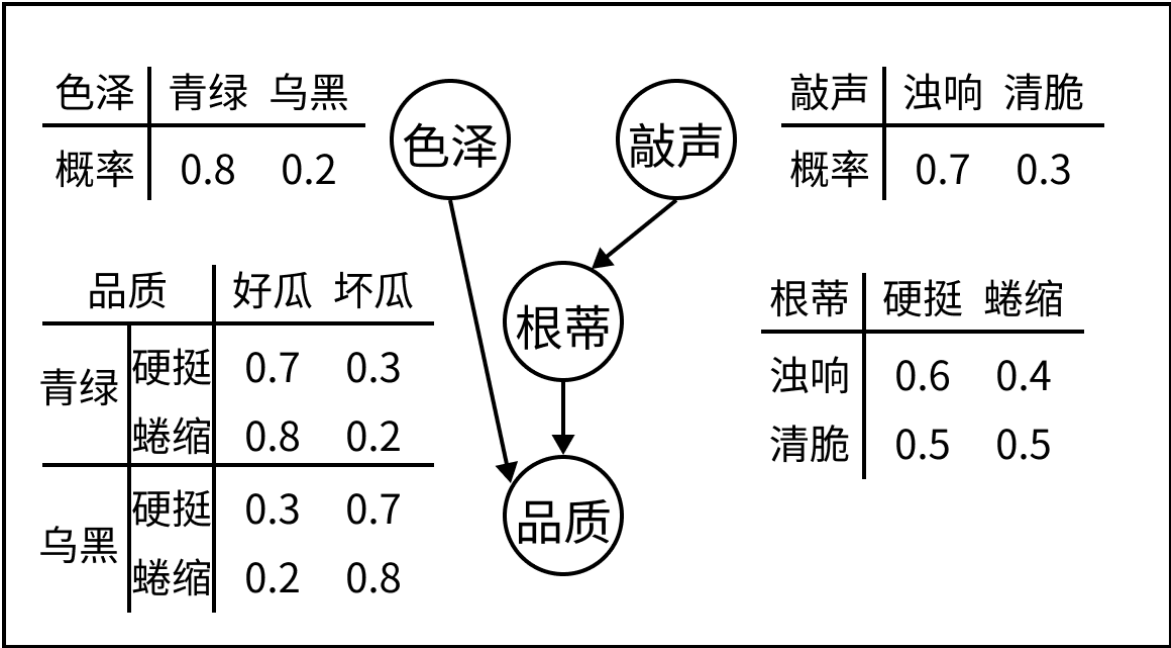 色泽 青绿 乌黑
概率 0.8 0.2
色泽
敲声
敲声 浊响 清脆
概率 0.7 0.3
品质 好瓜 坏瓜
青绿 硬挺 0.7 0.3
蜷缩 0.8 0.2
乌黑 硬挺 0.3 0.7
蜷缩 0.2 0.8
根蒂
品质
根蒂 硬挺 蜷缩
浊响 0.6 0.4
清脆 0.5 0.5